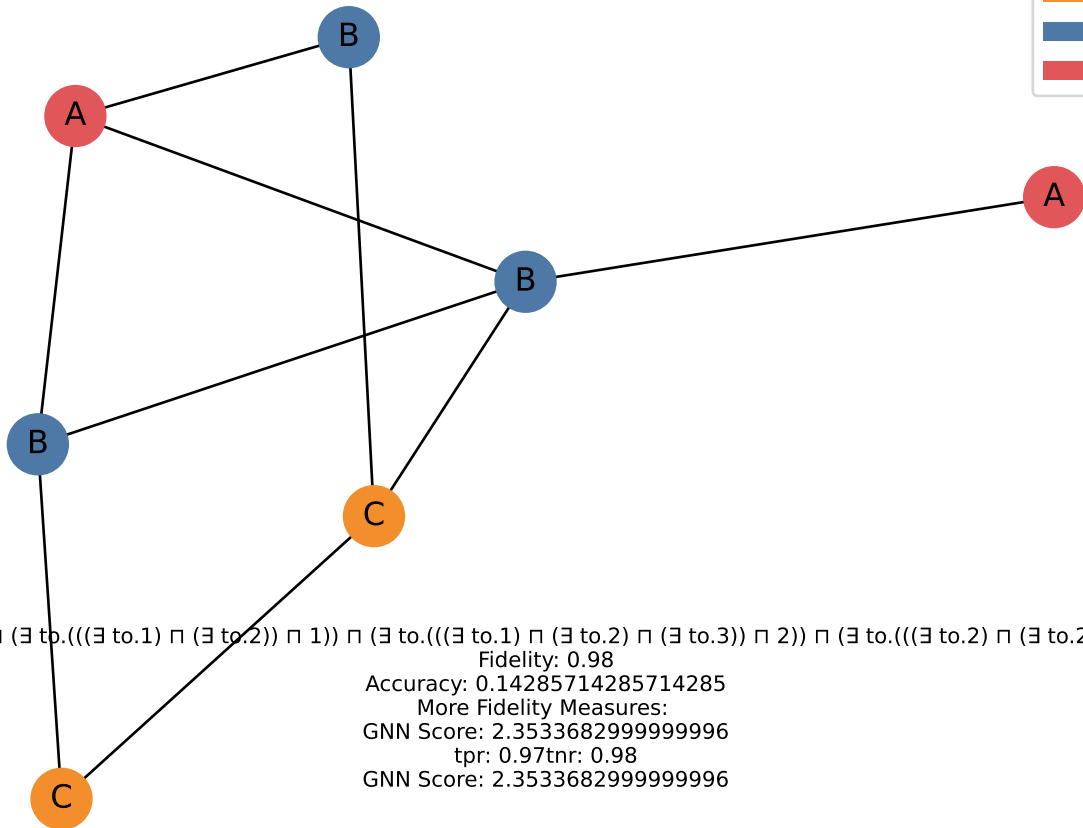 B
A
A
B
B
C
(∃ to.(((∃ to.1) ⊓ (∃ to.2)) ⊓ 1)) ⊓ (∃ to.(((∃ to.1) ⊓ (∃ to.2) ⊓ (∃ to.3)) ⊓ 2)) ⊓ (∃ to.(((∃ to.2) ⊓ (∃ to.2
Fidelity: 0.98
Accuracy: 0.14285714285714285
More Fidelity Measures:
GNN Score: 2.3533682999999996
tpr: 0.97tnr: 0.98
GNN Score: 2.3533682999999996
C